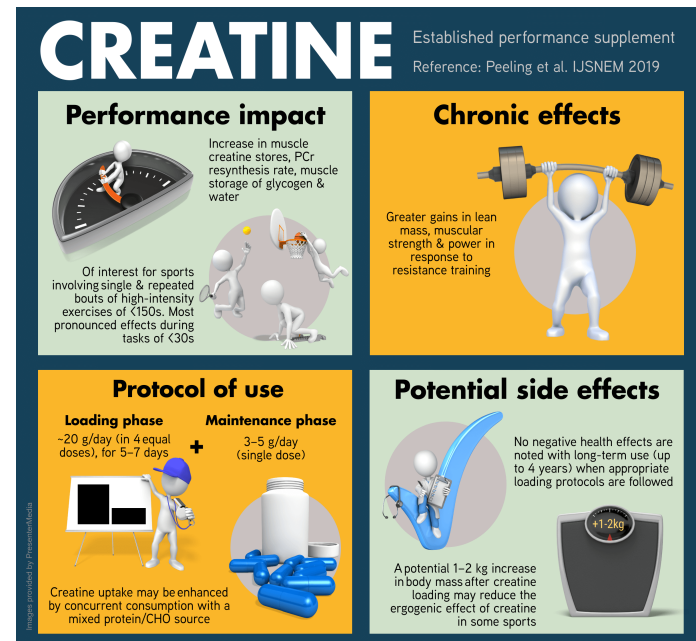 CREATINE
Established performance supplement
Reference: Peeling et al. IJSNEM 2019
Performance impact
Increase in muscle
creatine stores, PCr
resynthesis rate, muscle
storage of glycogen &
water
Of interest for sports
involving single & repeated
bouts of high-intensity
exercises of <150s. Most
pronounced effects during
tasks of <30s
Chronic effects
Greater gains in lean
mass, muscular
strength & power in
response to
resistance training
Protocol of use
Loading phase
~20 g/day (in 4 equal
doses), for 5–7 days
+
Maintenance phase
3–5 g/day
(single dose)
Creatine uptake may be enhanced
by concurrent consumption with a
mixed protein/CHO source
Potential side effects
No negative health effects are
noted with long-term use (up
to 4 years) when appropriate
loading protocols are followed
+1-2kg
A potential 1–2 kg increase
in body mass after creatine
loading may reduce the
ergogenic effect of creatine
in some sports
Images provided by PresenterMedia